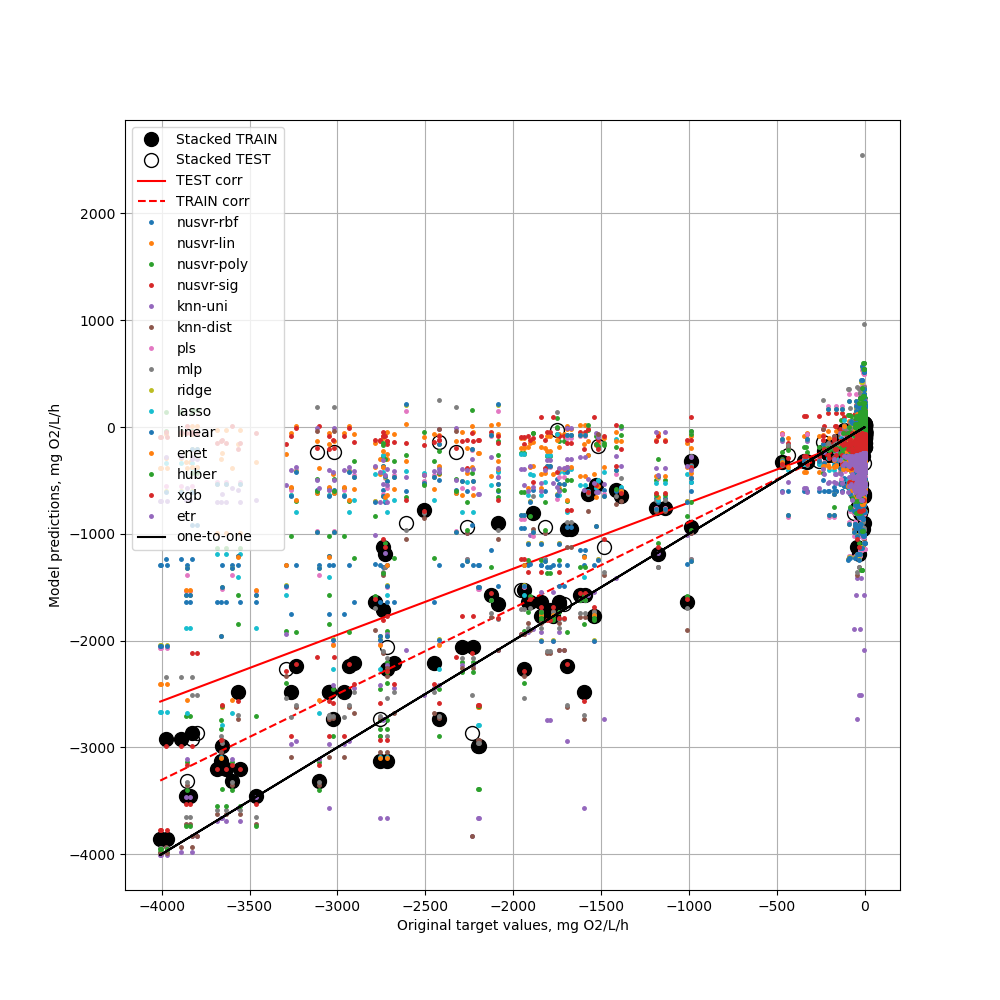 Stacked TRAIN
Stacked TEST
TEST corr
TRAIN corr
nusvr-rbf
nusvr-lin
nusvr-poly
nusvr-sig
knn-uni
knn-dist
pls
mlp
ridge
lasso
linear
enet
huber
xgb
etr
one-to-one
2000
1000
0
−1000
−2000
−3000
−4000
Model predictions, mg O2/L/h
−4000 −3500 −3000 −2500 −2000 −1500 −1000 −500 0
Original target values, mg O2/L/h